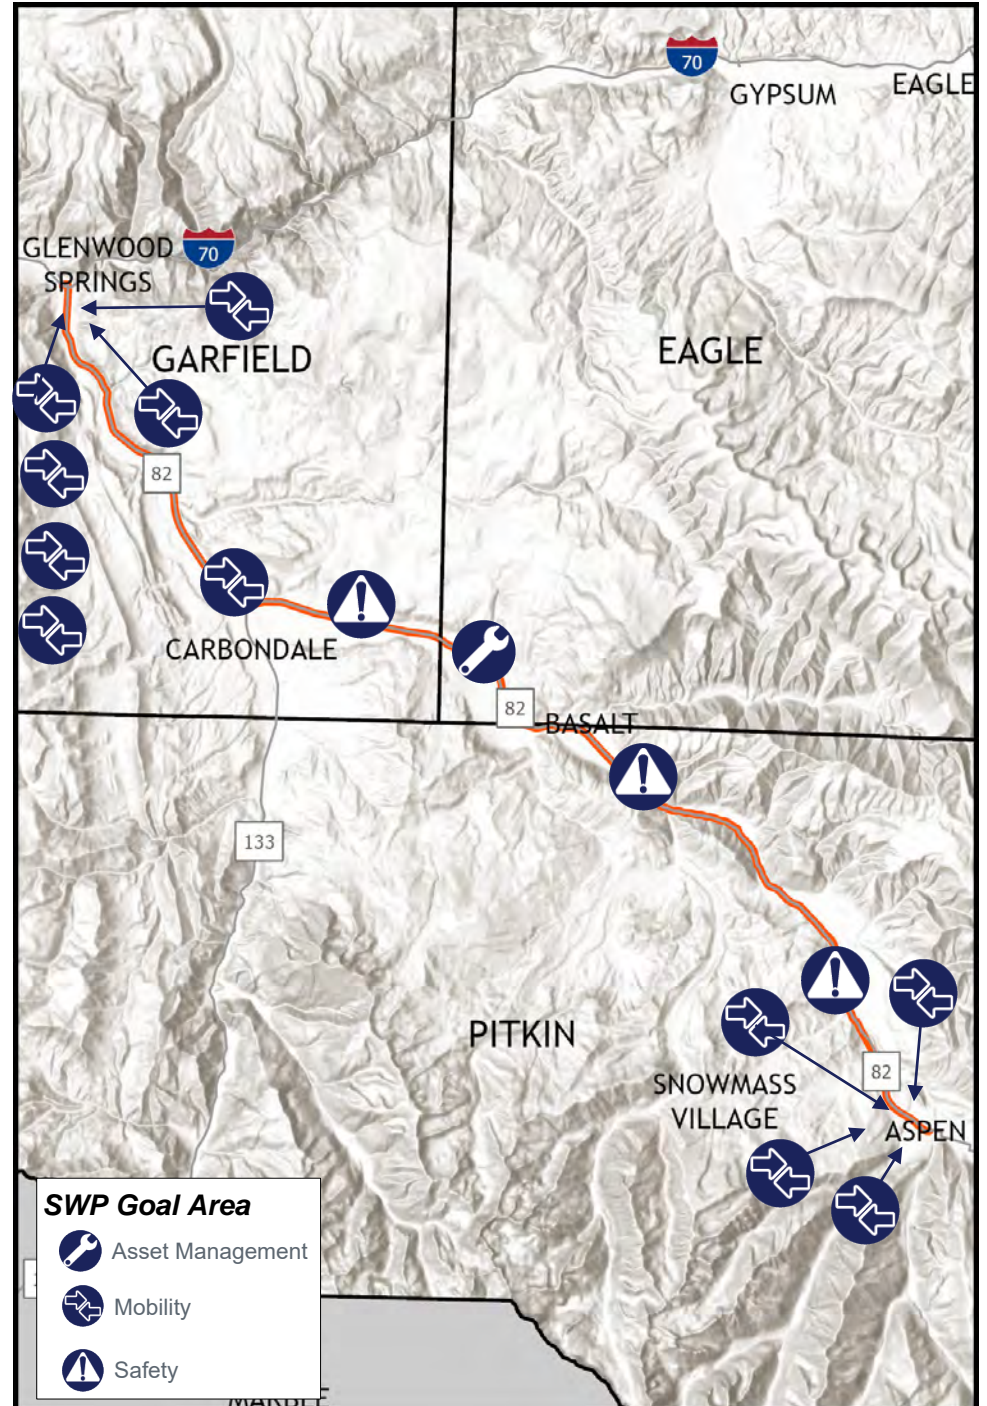 70
GYPSUM
EAGLE
GLENWOOD
SPRINGS
70
GARFIELD
EAGLE
82
CARBONDALE
82
BASALT
133
PITKIN
SNOWMASS
VILLAGE
82
ASPEN
SWP Goal Area
Asset Management
Mobility
Safety
MARBLE